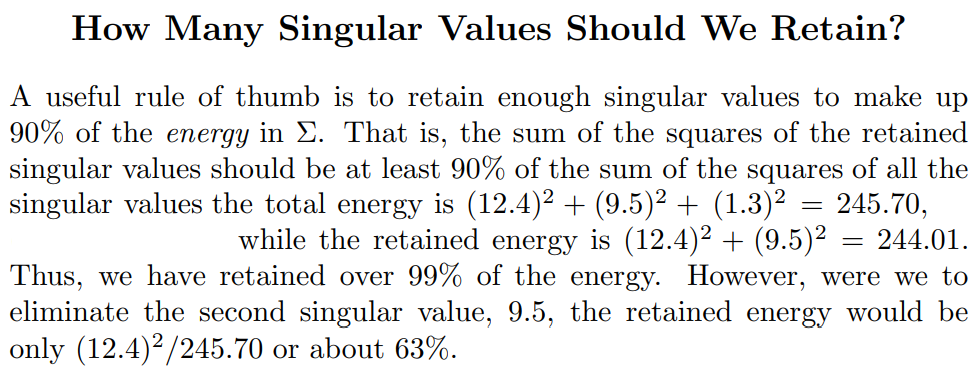 How Many Singular Values Should We Retain?
A useful rule of thumb is to retain enough singular values to make up
90% of the energy in Σ. That is, the sum of the squares of the retained
singular values should be at least 90% of the sum of the squares of all the
singular values the total energy is (12.4)² + (9.5)² + (1.3)² = 245.70,
while the retained energy is (12.4)² + (9.5)² = 244.01.
Thus, we have retained over 99% of the energy. However, were we to
eliminate the second singular value, 9.5, the retained energy would be
only (12.4)²/245.70 or about 63%.